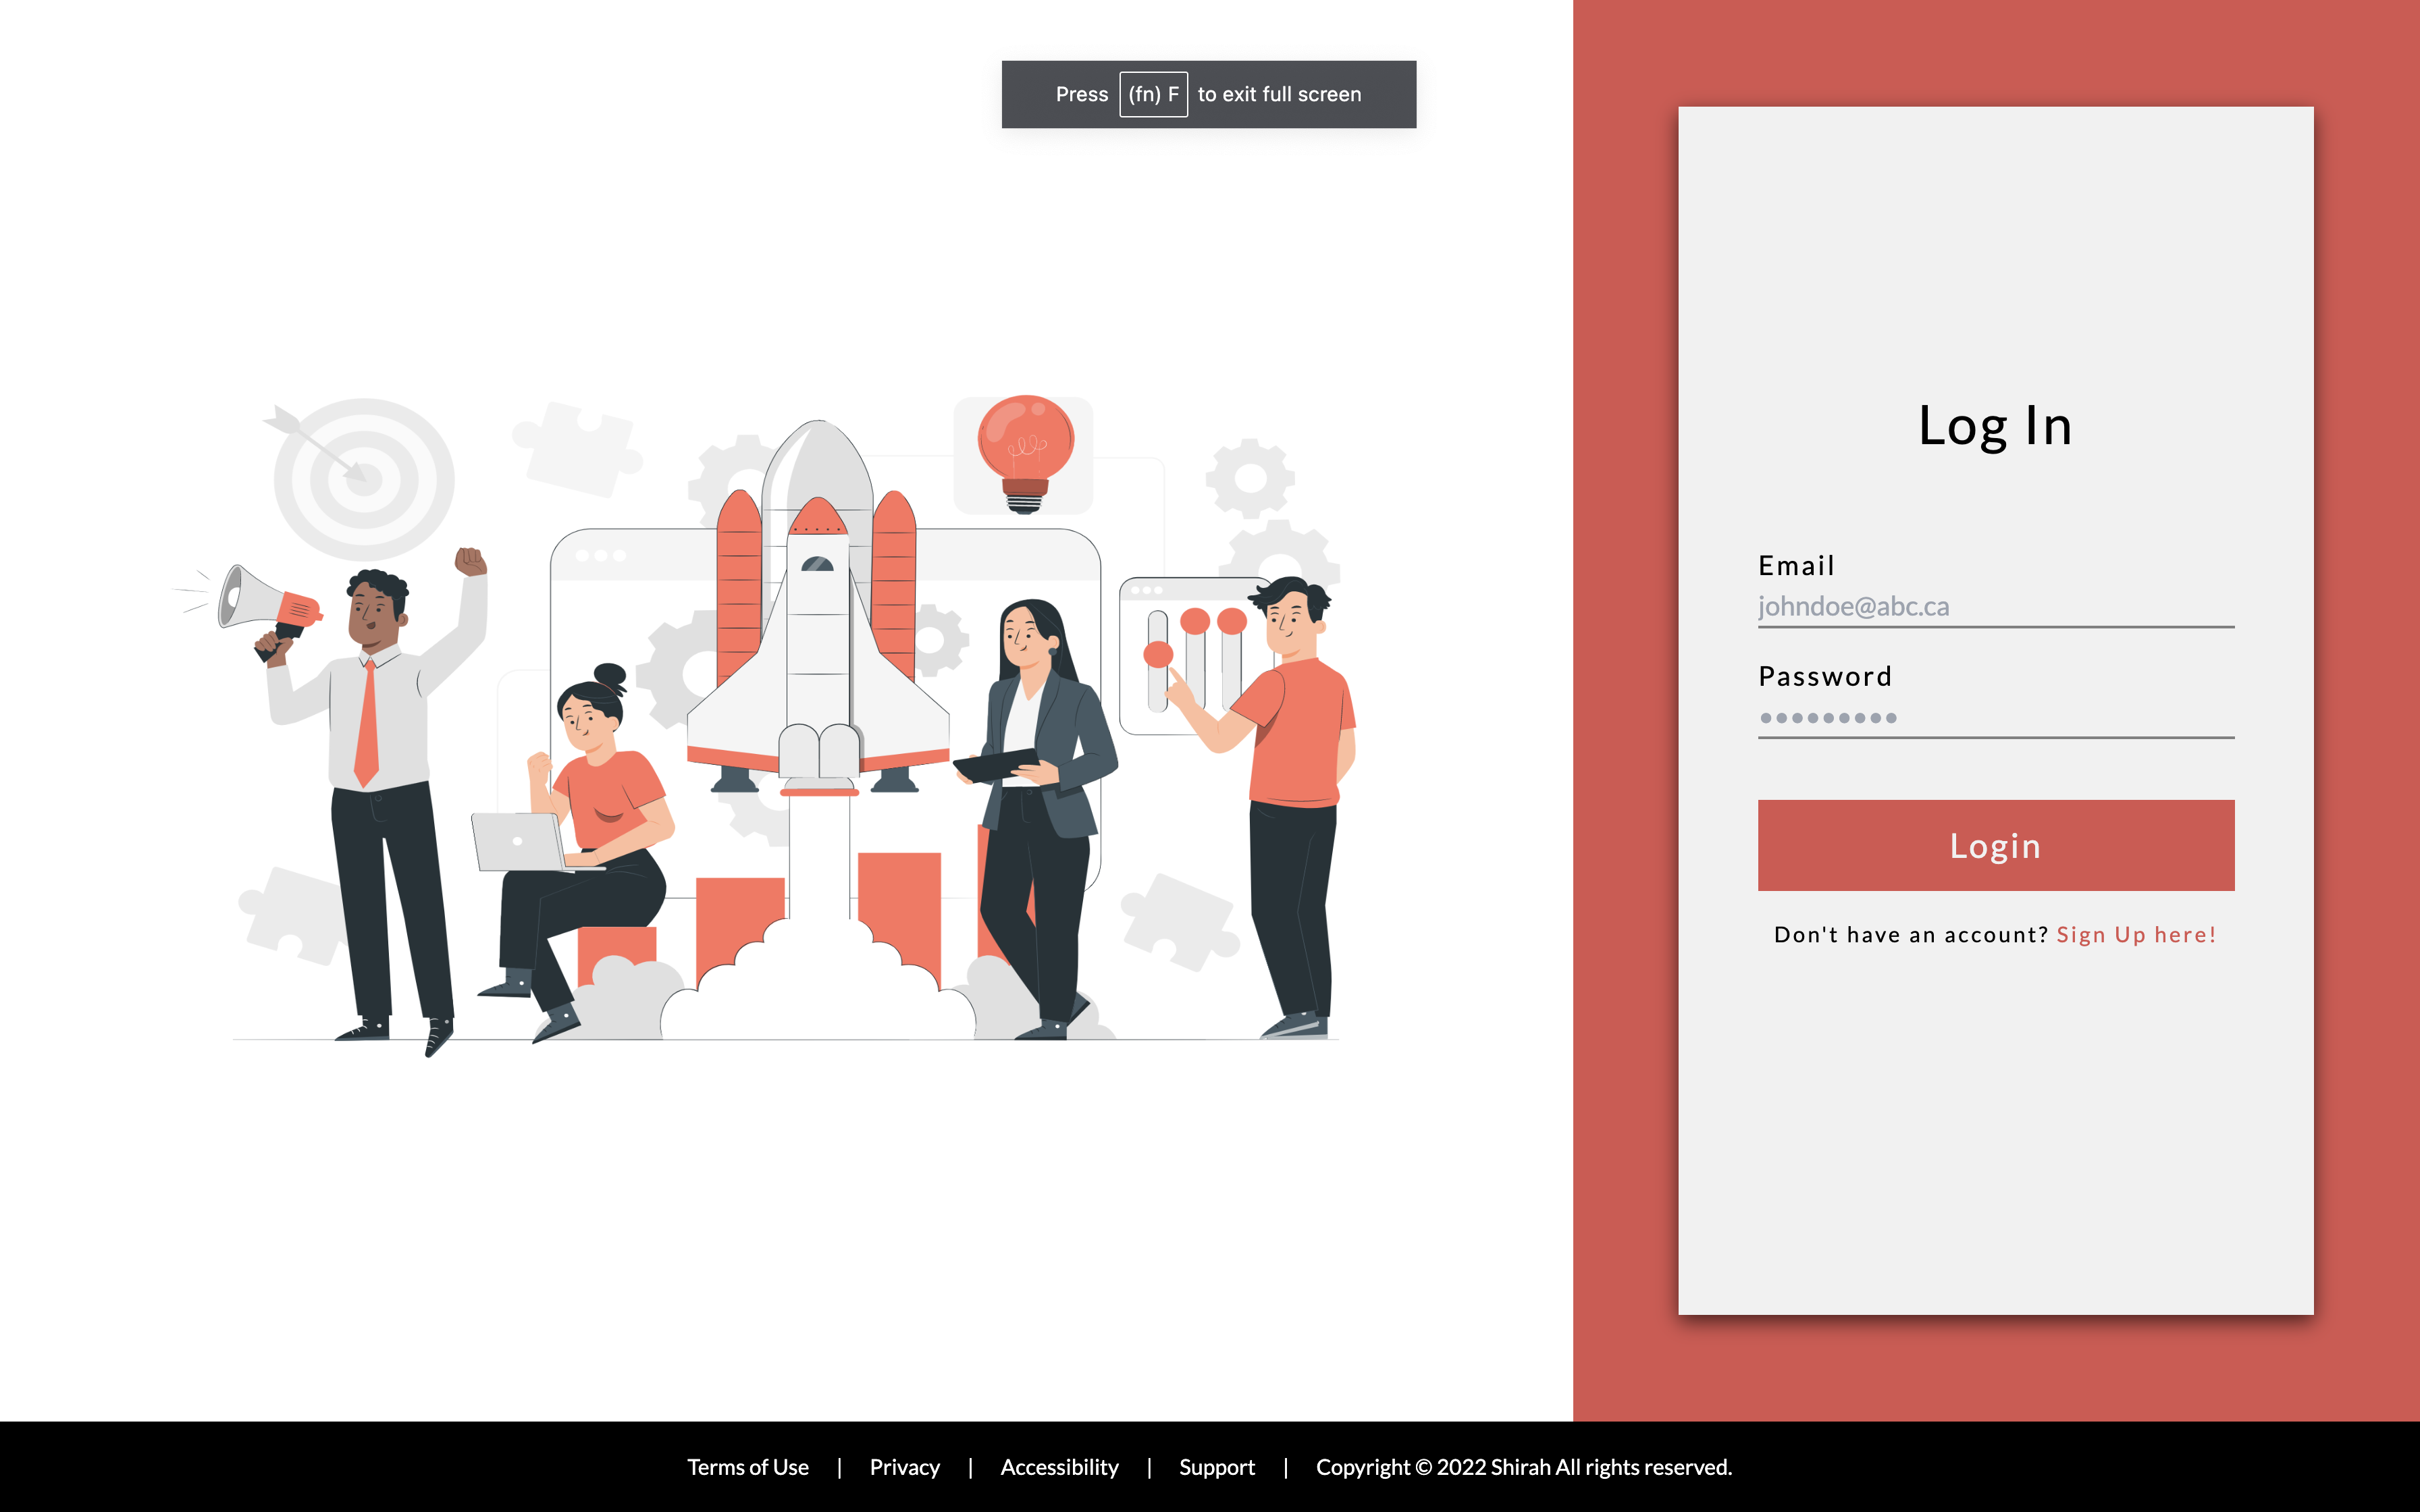 Press (fn) F to exit full screen
Log In
Email
johndoe@abc.ca
Password
•••••••••
Login
Don't have an account? Sign Up here!
Terms of Use | Privacy | Accessibility | Support | Copyright © 2022 Shirah All rights reserved.